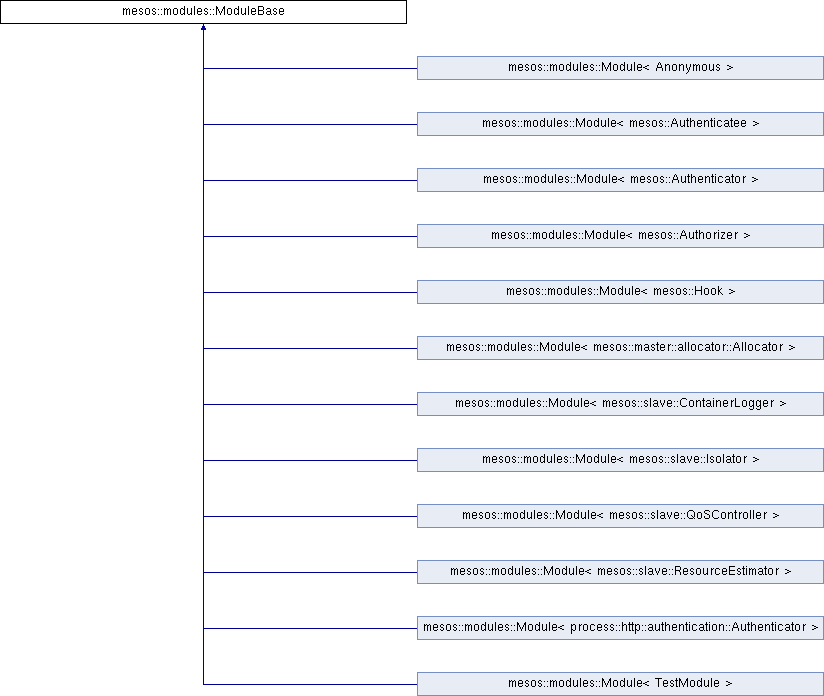 mesos::modules::ModuleBase
mesos::modules::Module< Anonymous >
mesos::modules::Module< mesos::Authenticatee >
mesos::modules::Module< mesos::Authenticator >
mesos::modules::Module< mesos::Authorizer >
mesos::modules::Module< mesos::Hook >
mesos::modules::Module< mesos::master::allocator::Allocator >
mesos::modules::Module< mesos::slave::ContainerLogger >
mesos::modules::Module< mesos::slave::Isolator >
mesos::modules::Module< mesos::slave::QoSController >
mesos::modules::Module< mesos::slave::ResourceEstimator >
mesos::modules::Module< process::http::authentication::Authenticator >
mesos::modules::Module< TestModule >